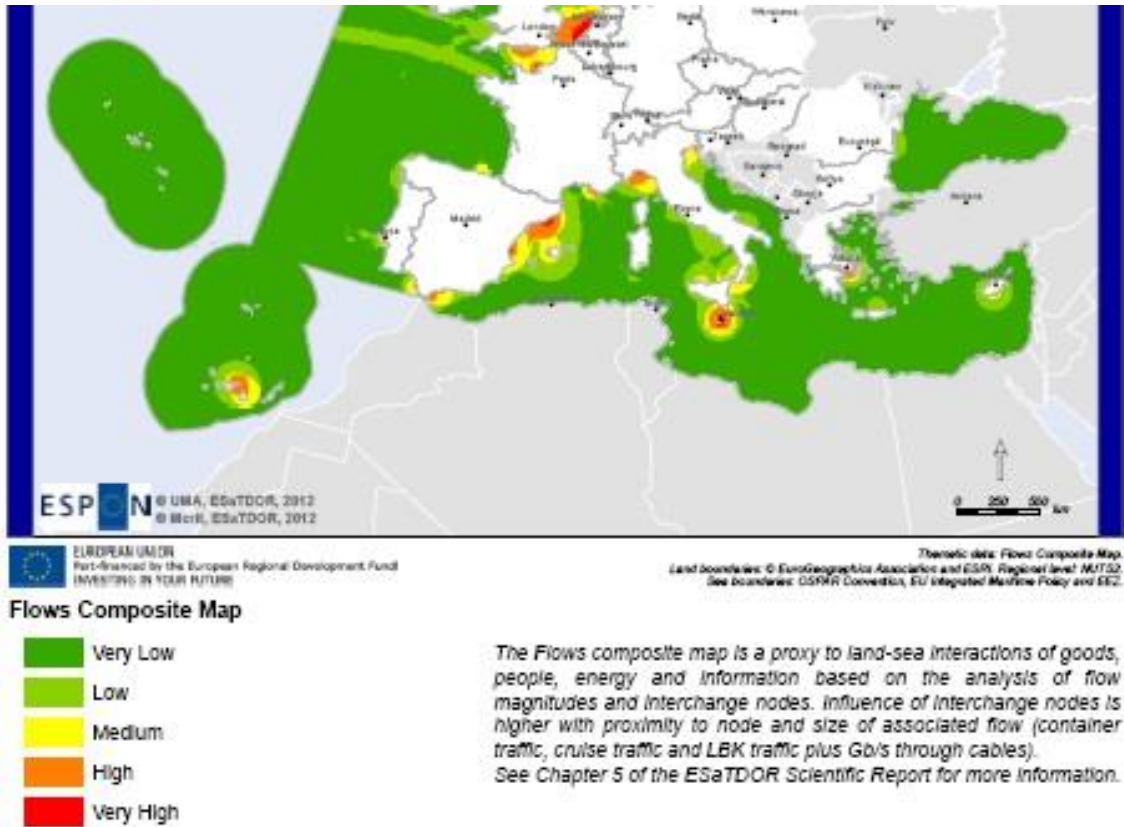 London
Paris
Madrid
ESPON © UMA, ESaTDOR, 2012
© McrIt, ESaTDOR, 2012
0 250 500
Km
EUROPEAN UNION
Part-financed by the European Regional Development Fund
INVESTING IN YOUR FUTURE
Thematic data: Flows Composite Map.
Land boundaries: © EuroGeographics Association and ESRI. Regional level: NUTS2.
Sea boundaries: OSPAR Convention, EU Integrated Maritime Policy and EEZ.
Flows Composite Map
Very Low
Low
Medium
High
Very High
The Flows composite map is a proxy to land-sea interactions of goods,
people, energy and information based on the analysis of flow
magnitudes and interchange nodes. Influence of interchange nodes is
higher with proximity to node and size of associated flow (container
traffic, cruise traffic and LBK traffic plus Gb/s through cables).
See Chapter 5 of the ESaTDOR Scientific Report for more information.